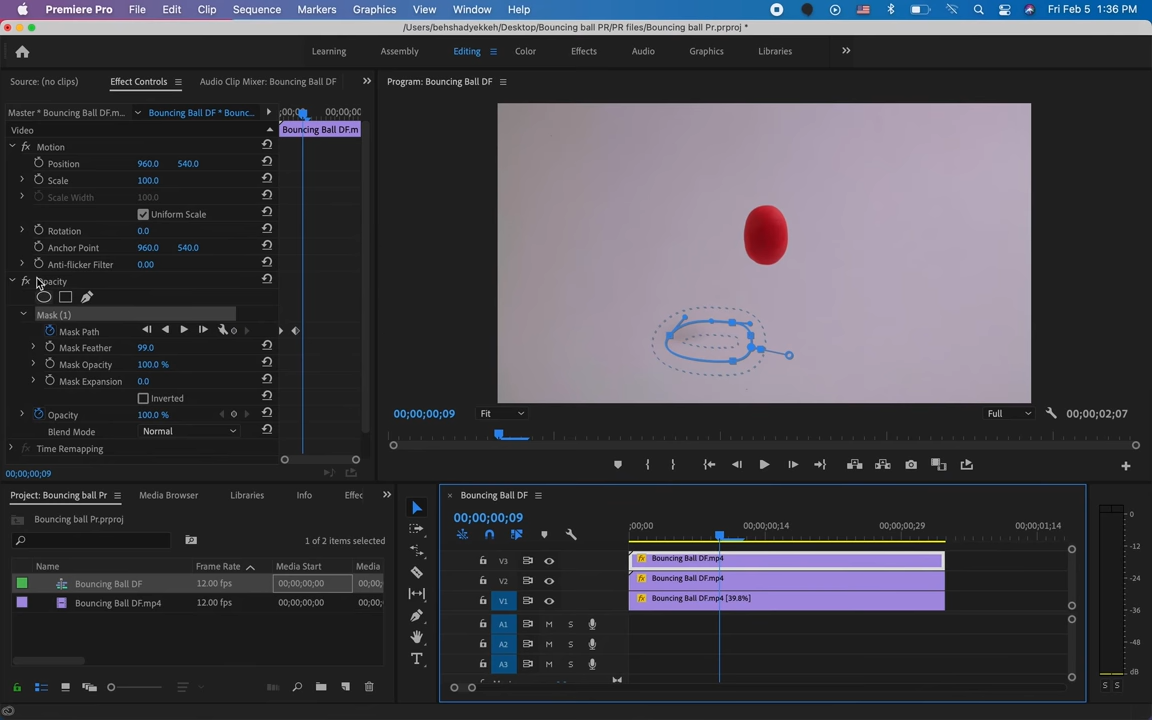 Premiere Pro File Edit Clip Sequence Markers Graphics View Window Help Fri Feb 5 1:36 PM
/Users/behshadyekkeh/Desktop/Bouncing ball PR/PR files/Bouncing ball Pr.prproj *
Learning Assembly Editing Color Effects Audio Graphics Libraries
Source: (no clips) Effect Controls Audio Clip Mixer: Bouncing Ball DF Program: Bouncing Ball DF
Master * Bouncing Ball DF.m... Bouncing Ball DF * Bounc... 00;00;00
Video Bouncing Ball DF.m
Motion
Position 960.0 540.0
Scale 100.0
Scale Width 100.0
Uniform Scale
Rotation 0.0
Anchor Point 960.0 540.0
Anti-flicker Filter 0.00
Opacity
Mask (1)
Mask Path
Mask Feather 99.0
Mask Opacity 100.0 %
Mask Expansion 0.0
Inverted
Opacity 100.0 %
Blend Mode Normal
Time Remapping
00;00;00;09
00;00;00;09 Fit Full 00;00;02;07
Project: Bouncing ball Pr Media Browser Libraries Info Effec
Bouncing ball Pr.prproj
1 of 2 items selected
Name Frame Rate Media Start Media
Bouncing Ball DF 12.00 fps 00;00;00;00 00;00;
Bouncing Ball DF.mp4 12.00 fps 00;00;00;00 00;00;
Bouncing Ball DF
00;00;00;09
;00;00 00;00;00;14 00;00;00;29 00;00;01;14
V3 Bouncing Ball DF.mp4
V2 Bouncing Ball DF.mp4
V1 Bouncing Ball DF.mp4 [39.8%]
A1 M S
A2 M S
A3 M S
0
-12
-24
-36
-48
dB
S S